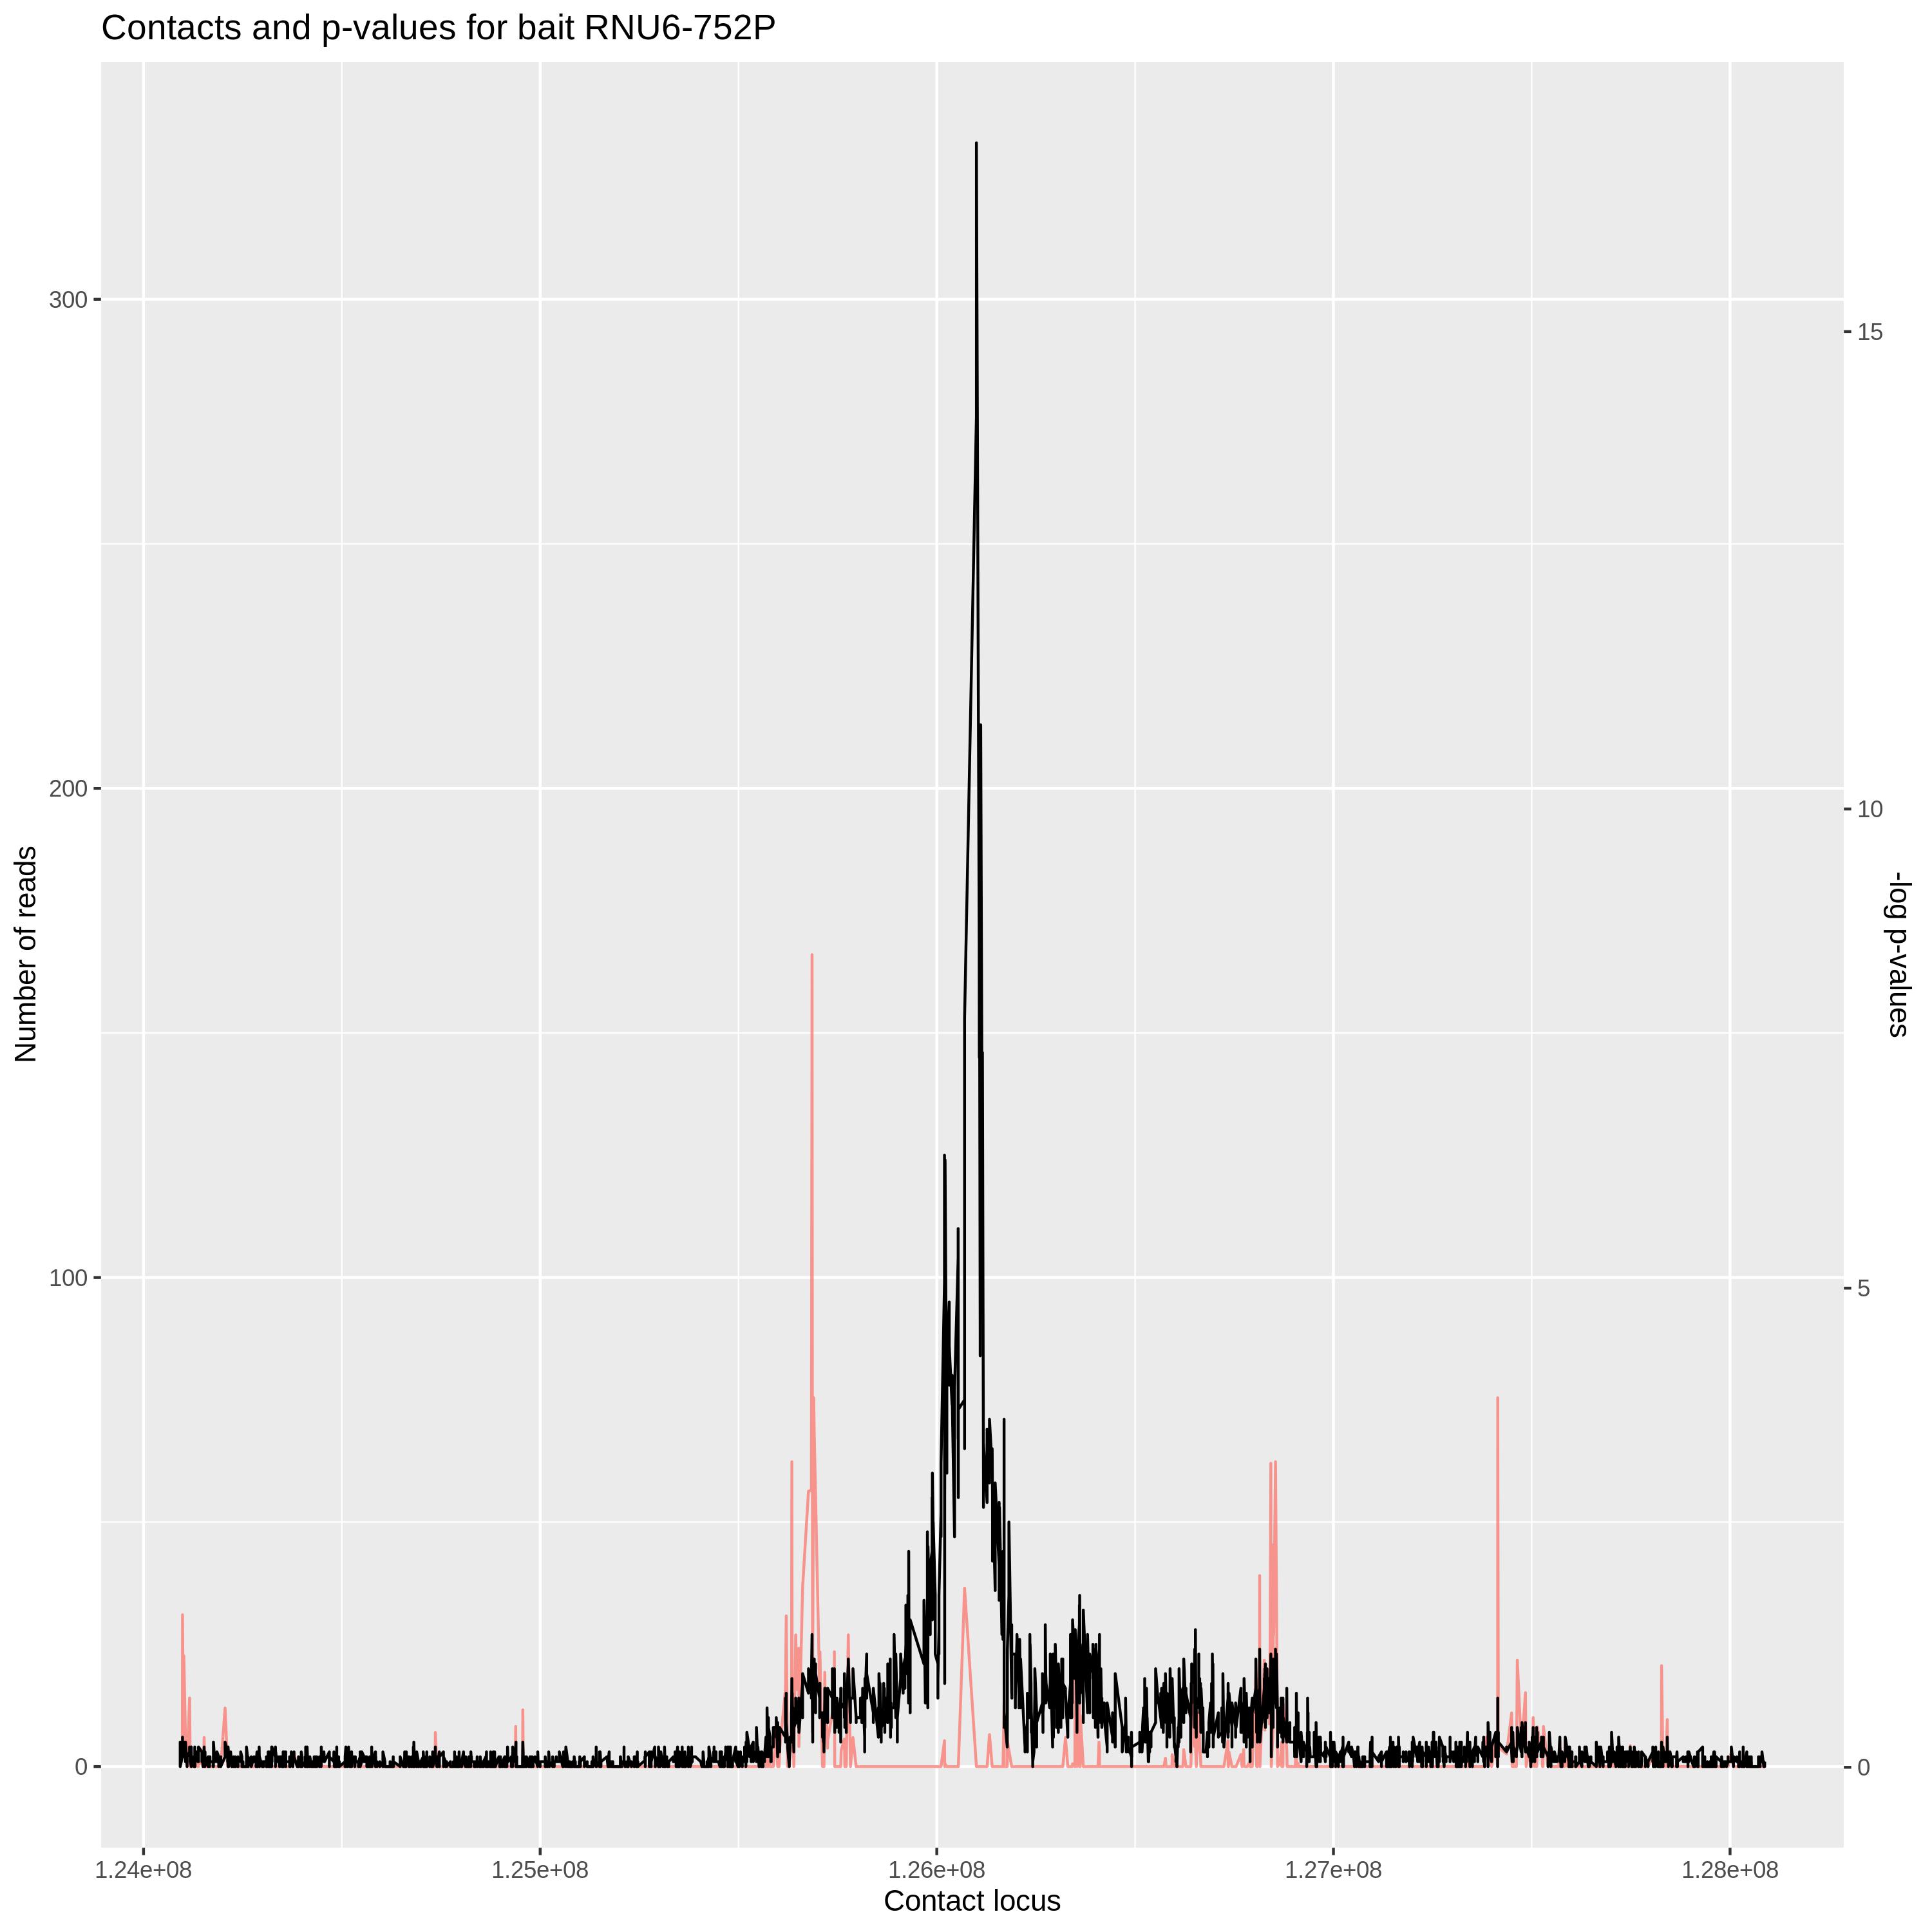 Contacts and p-values for bait RNU6-752P
300
200
100
0
Number of reads
15
10
5
0
-log p-values
1.24e+08 1.25e+08 1.26e+08 1.27e+08 1.28e+08
Contact locus